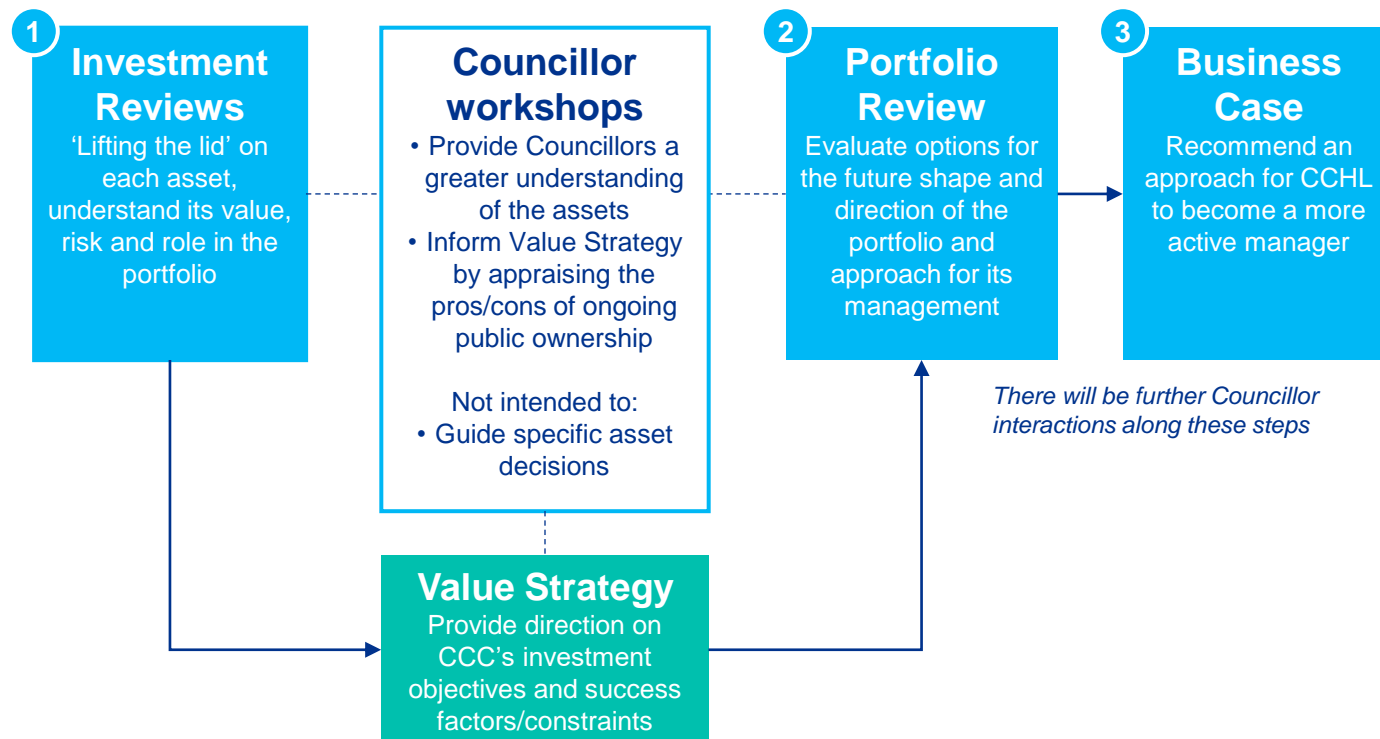 1
Investment
Reviews
‘Lifting the lid’ on
each asset,
understand its value,
risk and role in the
portfolio
Councillor
workshops
• Provide Councillors a
greater understanding
of the assets
• Inform Value Strategy
by appraising the
pros/cons of ongoing
public ownership
Not intended to:
• Guide specific asset
decisions
2
Portfolio
Review
Evaluate options for
the future shape and
direction of the
portfolio and
approach for its
management
3
Business
Case
Recommend an
approach for CCHL
to become a more
active manager
There will be further Councillor
interactions along these steps
Value Strategy
Provide direction on
CCC’s investment
objectives and success
factors/constraints